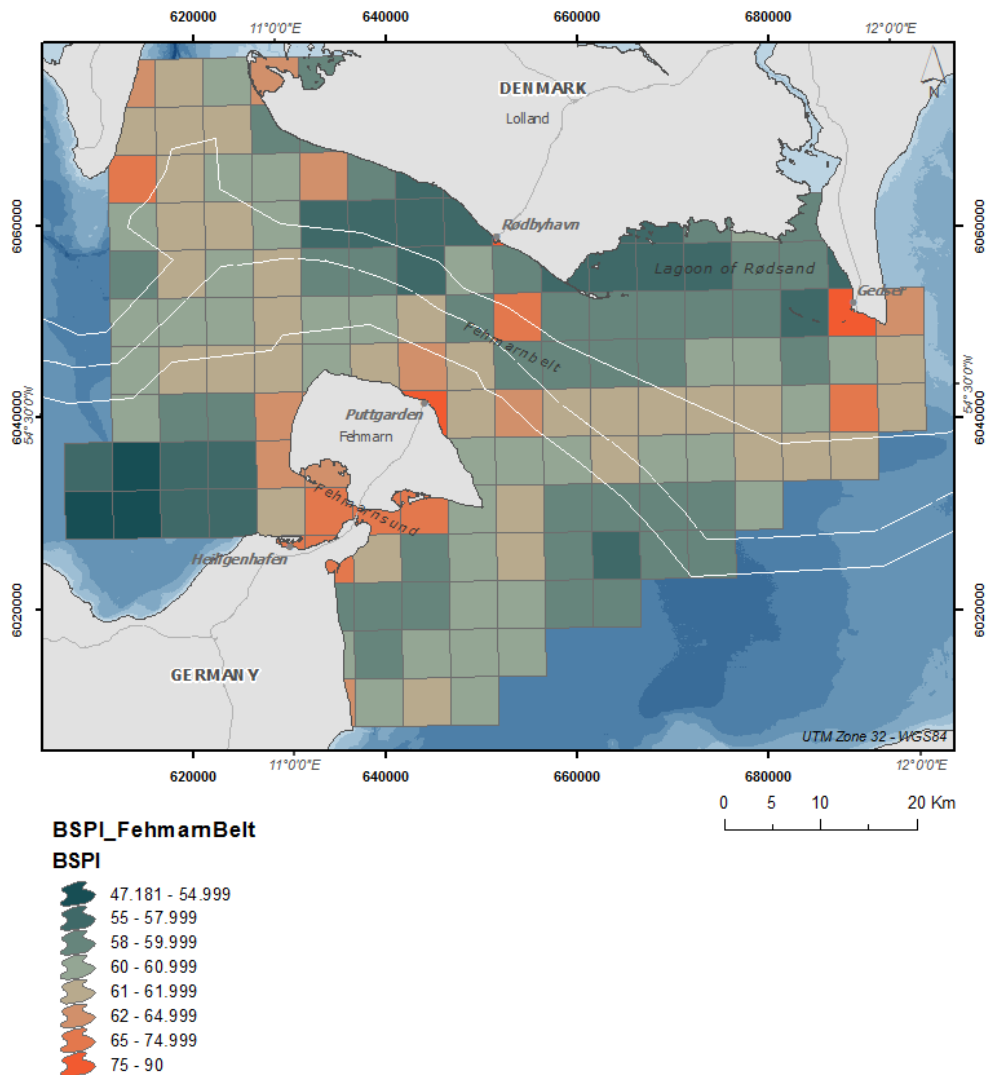 620000 640000 660000 680000
11°0'0"E 12°0'0"E
DENMARK
Lolland
N
Rødbyhavn
6060000 6060000
Lagoon of Rødsand
Gedser
Fehmarnbelt
54°30'0"N 54°30'0"N
6040000 6040000
Puttgarden
Fehmarn
Fehmarnsund
Heiligenhafen
6020000 6020000
GERMANY
UTM Zone 32 - WGS84
11°0'0"E 12°0'0"E
620000 640000 660000 680000
0 5 10 20 Km
BSPI_FehmarnBelt
BSPI
47.181 - 54.999
55 - 57.999
58 - 59.999
60 - 60.999
61 - 61.999
62 - 64.999
65 - 74.999
75 - 90